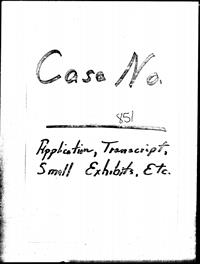 Case No.
851
Application, Transcript,
Small Exhibits, Etc.